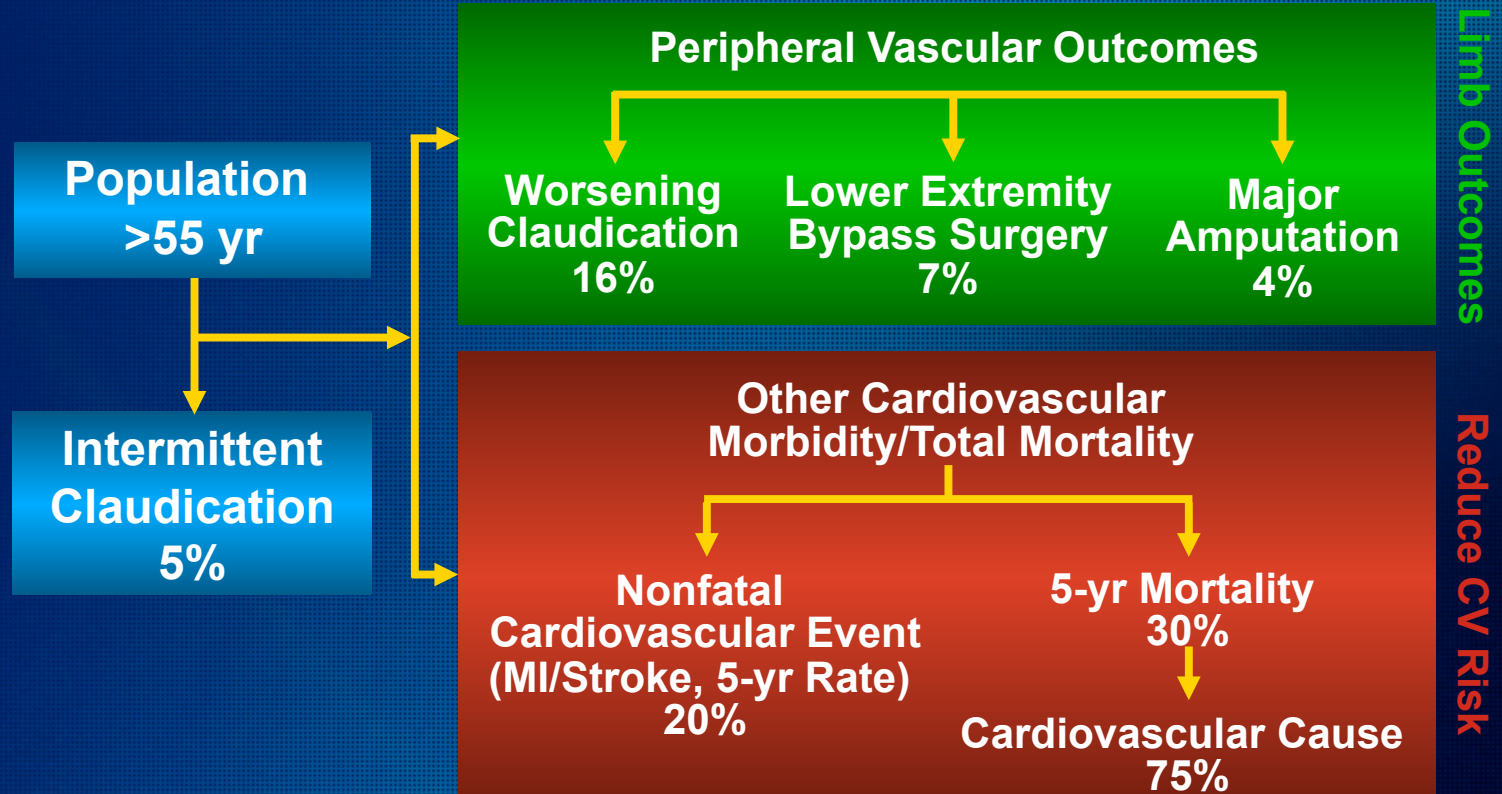 Population
>55 yr
Intermittent
Claudication
5%
Peripheral Vascular Outcomes
Worsening
Claudication
16%
Lower Extremity
Bypass Surgery
7%
Major
Amputation
4%
Limb Outcomes
Other Cardiovascular
Morbidity/Total Mortality
Nonfatal
Cardiovascular Event
(MI/Stroke, 5-yr Rate)
20%
5-yr Mortality
30%
Cardiovascular Cause
75%
Reduce CV Risk